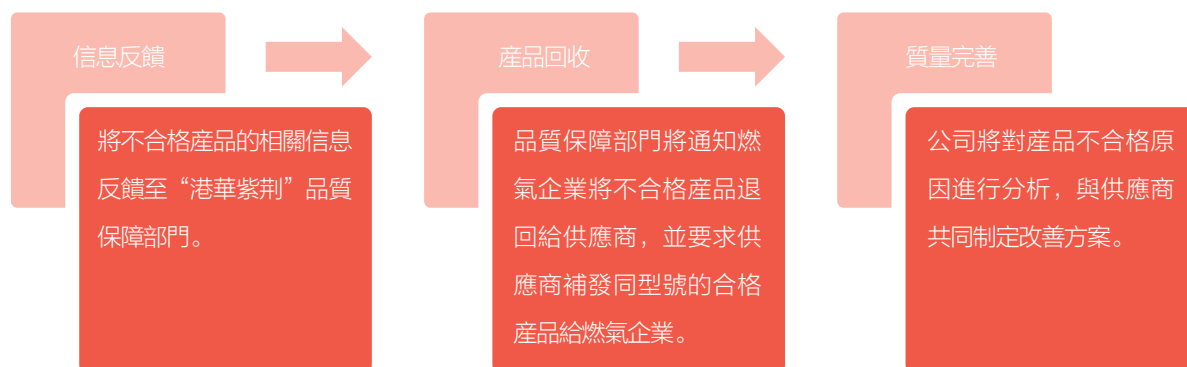 信息反饋
將不合格産品的相關信息
反饋至“港華紫荆”品質
保障部門。
産品回收
品質保障部門將通知燃
氣企業將不合格産品退
回給供應商，並要求供
應商補發同型號的合格
産品給燃氣企業。
質量完善
公司將對産品不合格原
因進行分析，與供應商
共同制定改善方案。